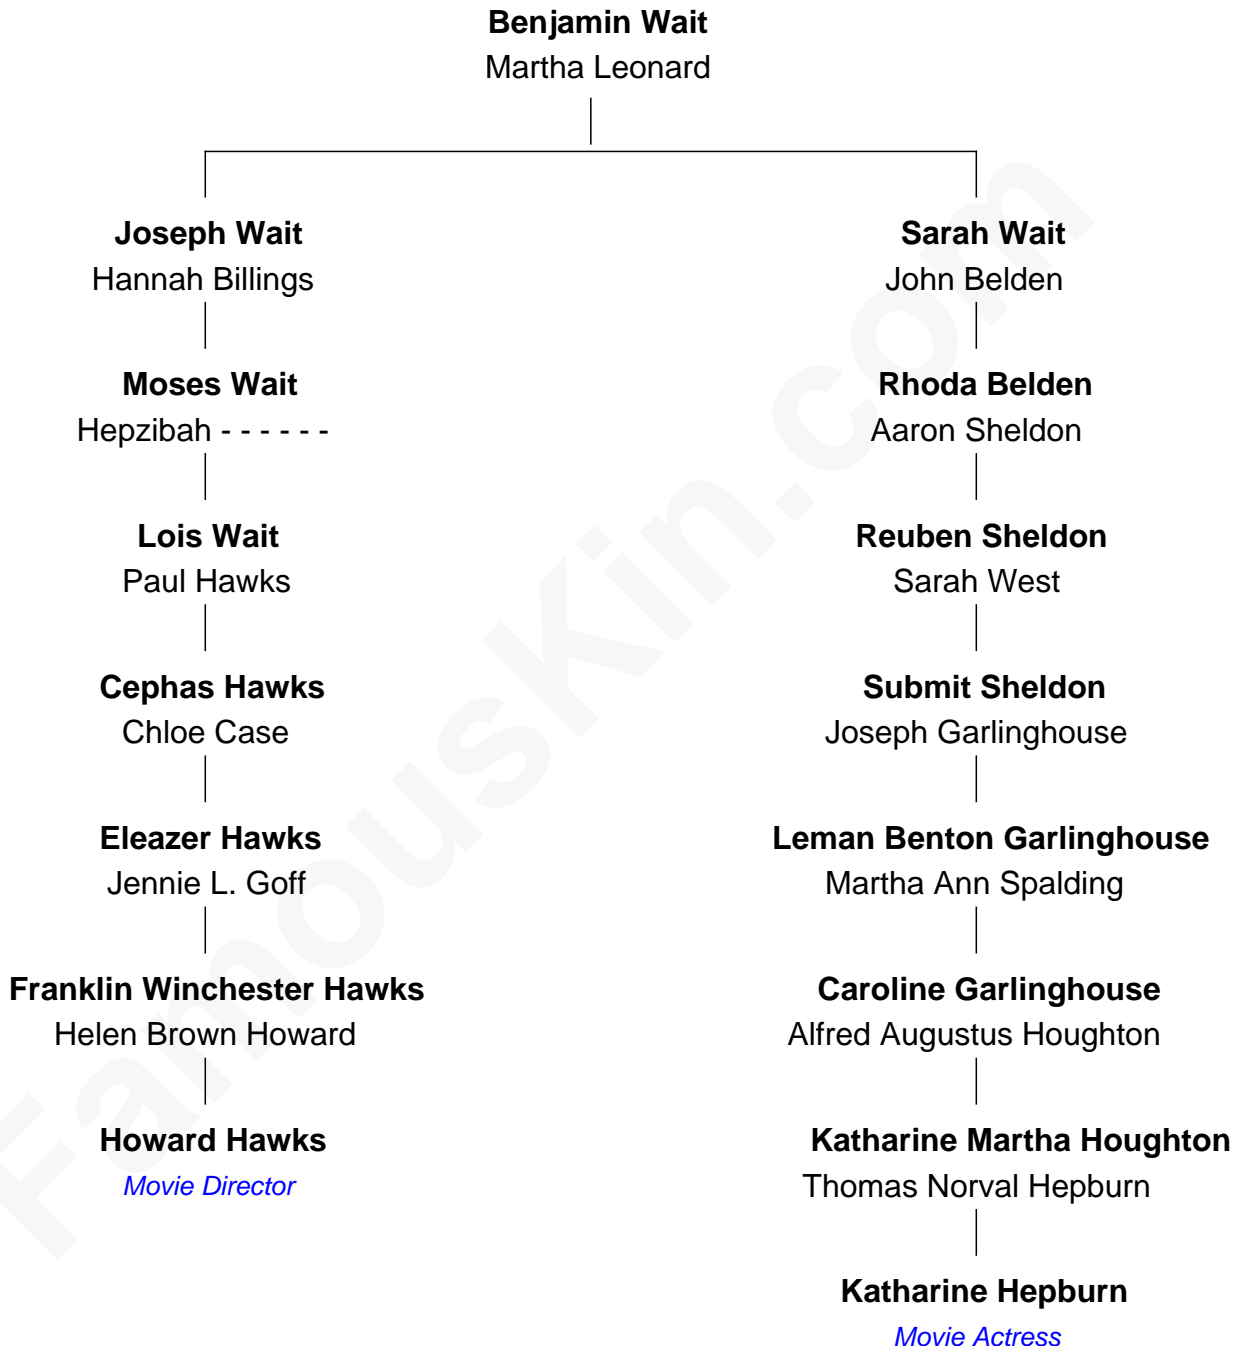 Benjamin Wait
Martha Leonard
Joseph Wait
Hannah Billings
Moses Wait
Hepzibah - - - - - -
Lois Wait
Paul Hawks
Cephas Hawks
Chloe Case
Eleazer Hawks
Jennie L. Goff
Franklin Winchester Hawks
Helen Brown Howard
Howard Hawks
Movie Director
Sarah Wait
John Belden
Rhoda Belden
Aaron Sheldon
Reuben Sheldon
Sarah West
Submit Sheldon
Joseph Garlinghouse
Leman Benton Garlinghouse
Martha Ann Spalding
Caroline Garlinghouse
Alfred Augustus Houghton
Katharine Martha Houghton
Thomas Norval Hepburn
Katharine Hepburn
Movie Actress
FamousKin.com